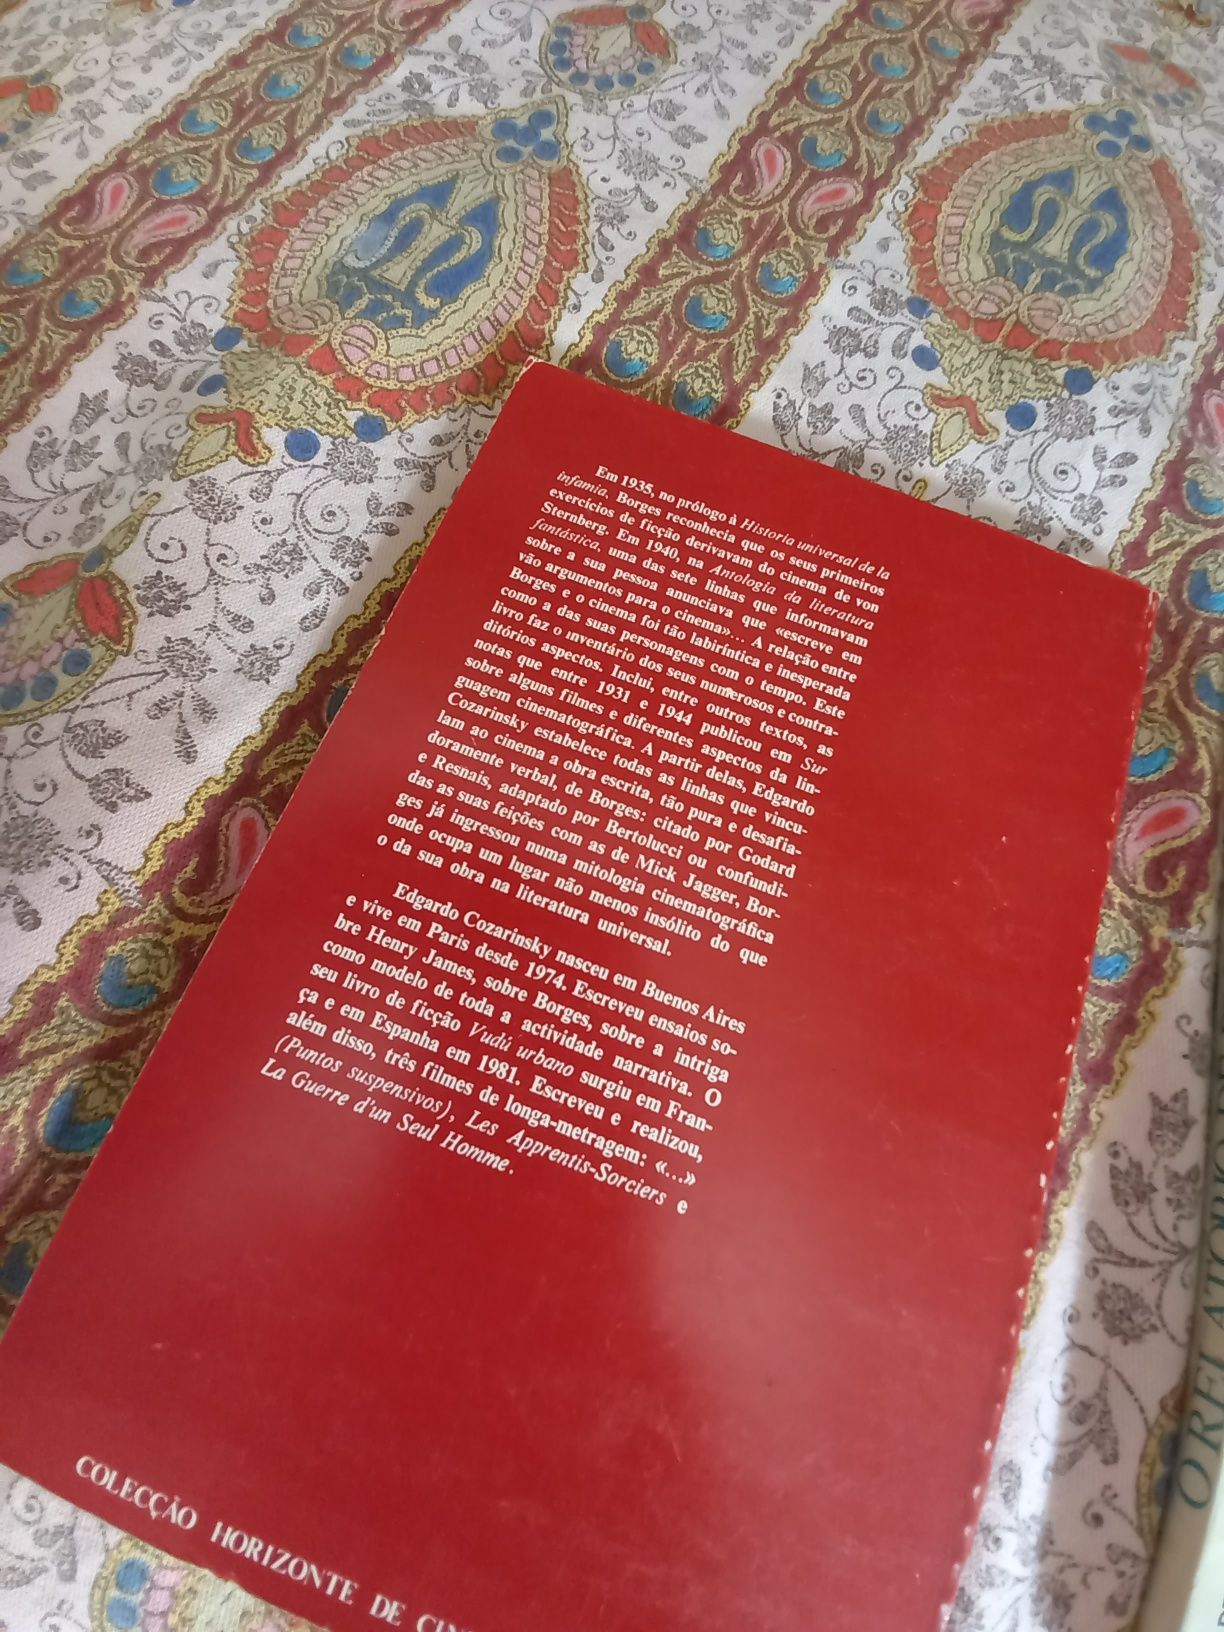 Em 1935, no prólogo à Historia universal de la
infamia, Borges reconhecia que os seus primeiros
exercícios de ficção derivavam do cinema de von
Sternberg. Em 1940, na Antologia da literatura
fantástica, uma das sete linhas que informavam
sobre a sua pessoa anunciava que «escreve em
vão argumentos para o cinema»... A relação entre
Borges e o cinema foi tão labiríntica e inesperada
como a das suas personagens com o tempo. Este
livro faz o inventário dos seus numerosos e contra-
ditórios aspectos. Inclui, entre outros textos, as
notas que entre 1931 e 1944 publicou em Sur
sobre alguns filmes e diferentes aspectos da lin-
guagem cinematográfica. A partir delas, Edgardo
Cozarinsky estabelece todas as linhas que vincu-
lam ao cinema a obra escrita, tão pura e desafia-
doramente verbal, de Borges: citado por Godard
e Resnais, adaptado por Bertolucci ou confundi-
das as suas feições com as de Mick Jagger, Bor-
ges já ingressou numa mitologia cinematográfica
onde ocupa um lugar não menos insólito do que
o da sua obra na literatura universal.
Edgardo Cozarinsky nasceu em Buenos Aires
e vive em Paris desde 1974. Escreveu ensaios so-
bre Henry James, sobre Borges, sobre a intriga
como modelo de toda a actividade narrativa. O
seu livro de ficção Vudú urbano surgiu em Fran-
ça e em Espanha em 1981. Escreveu e realizou,
além disso, três filmes de longa-metragem: «...»
(Puntos suspensivos), Les Apprentis-Sorciers e
La Guerre d'un Seul Homme.
COLECÇÃO HORIZONTE DE